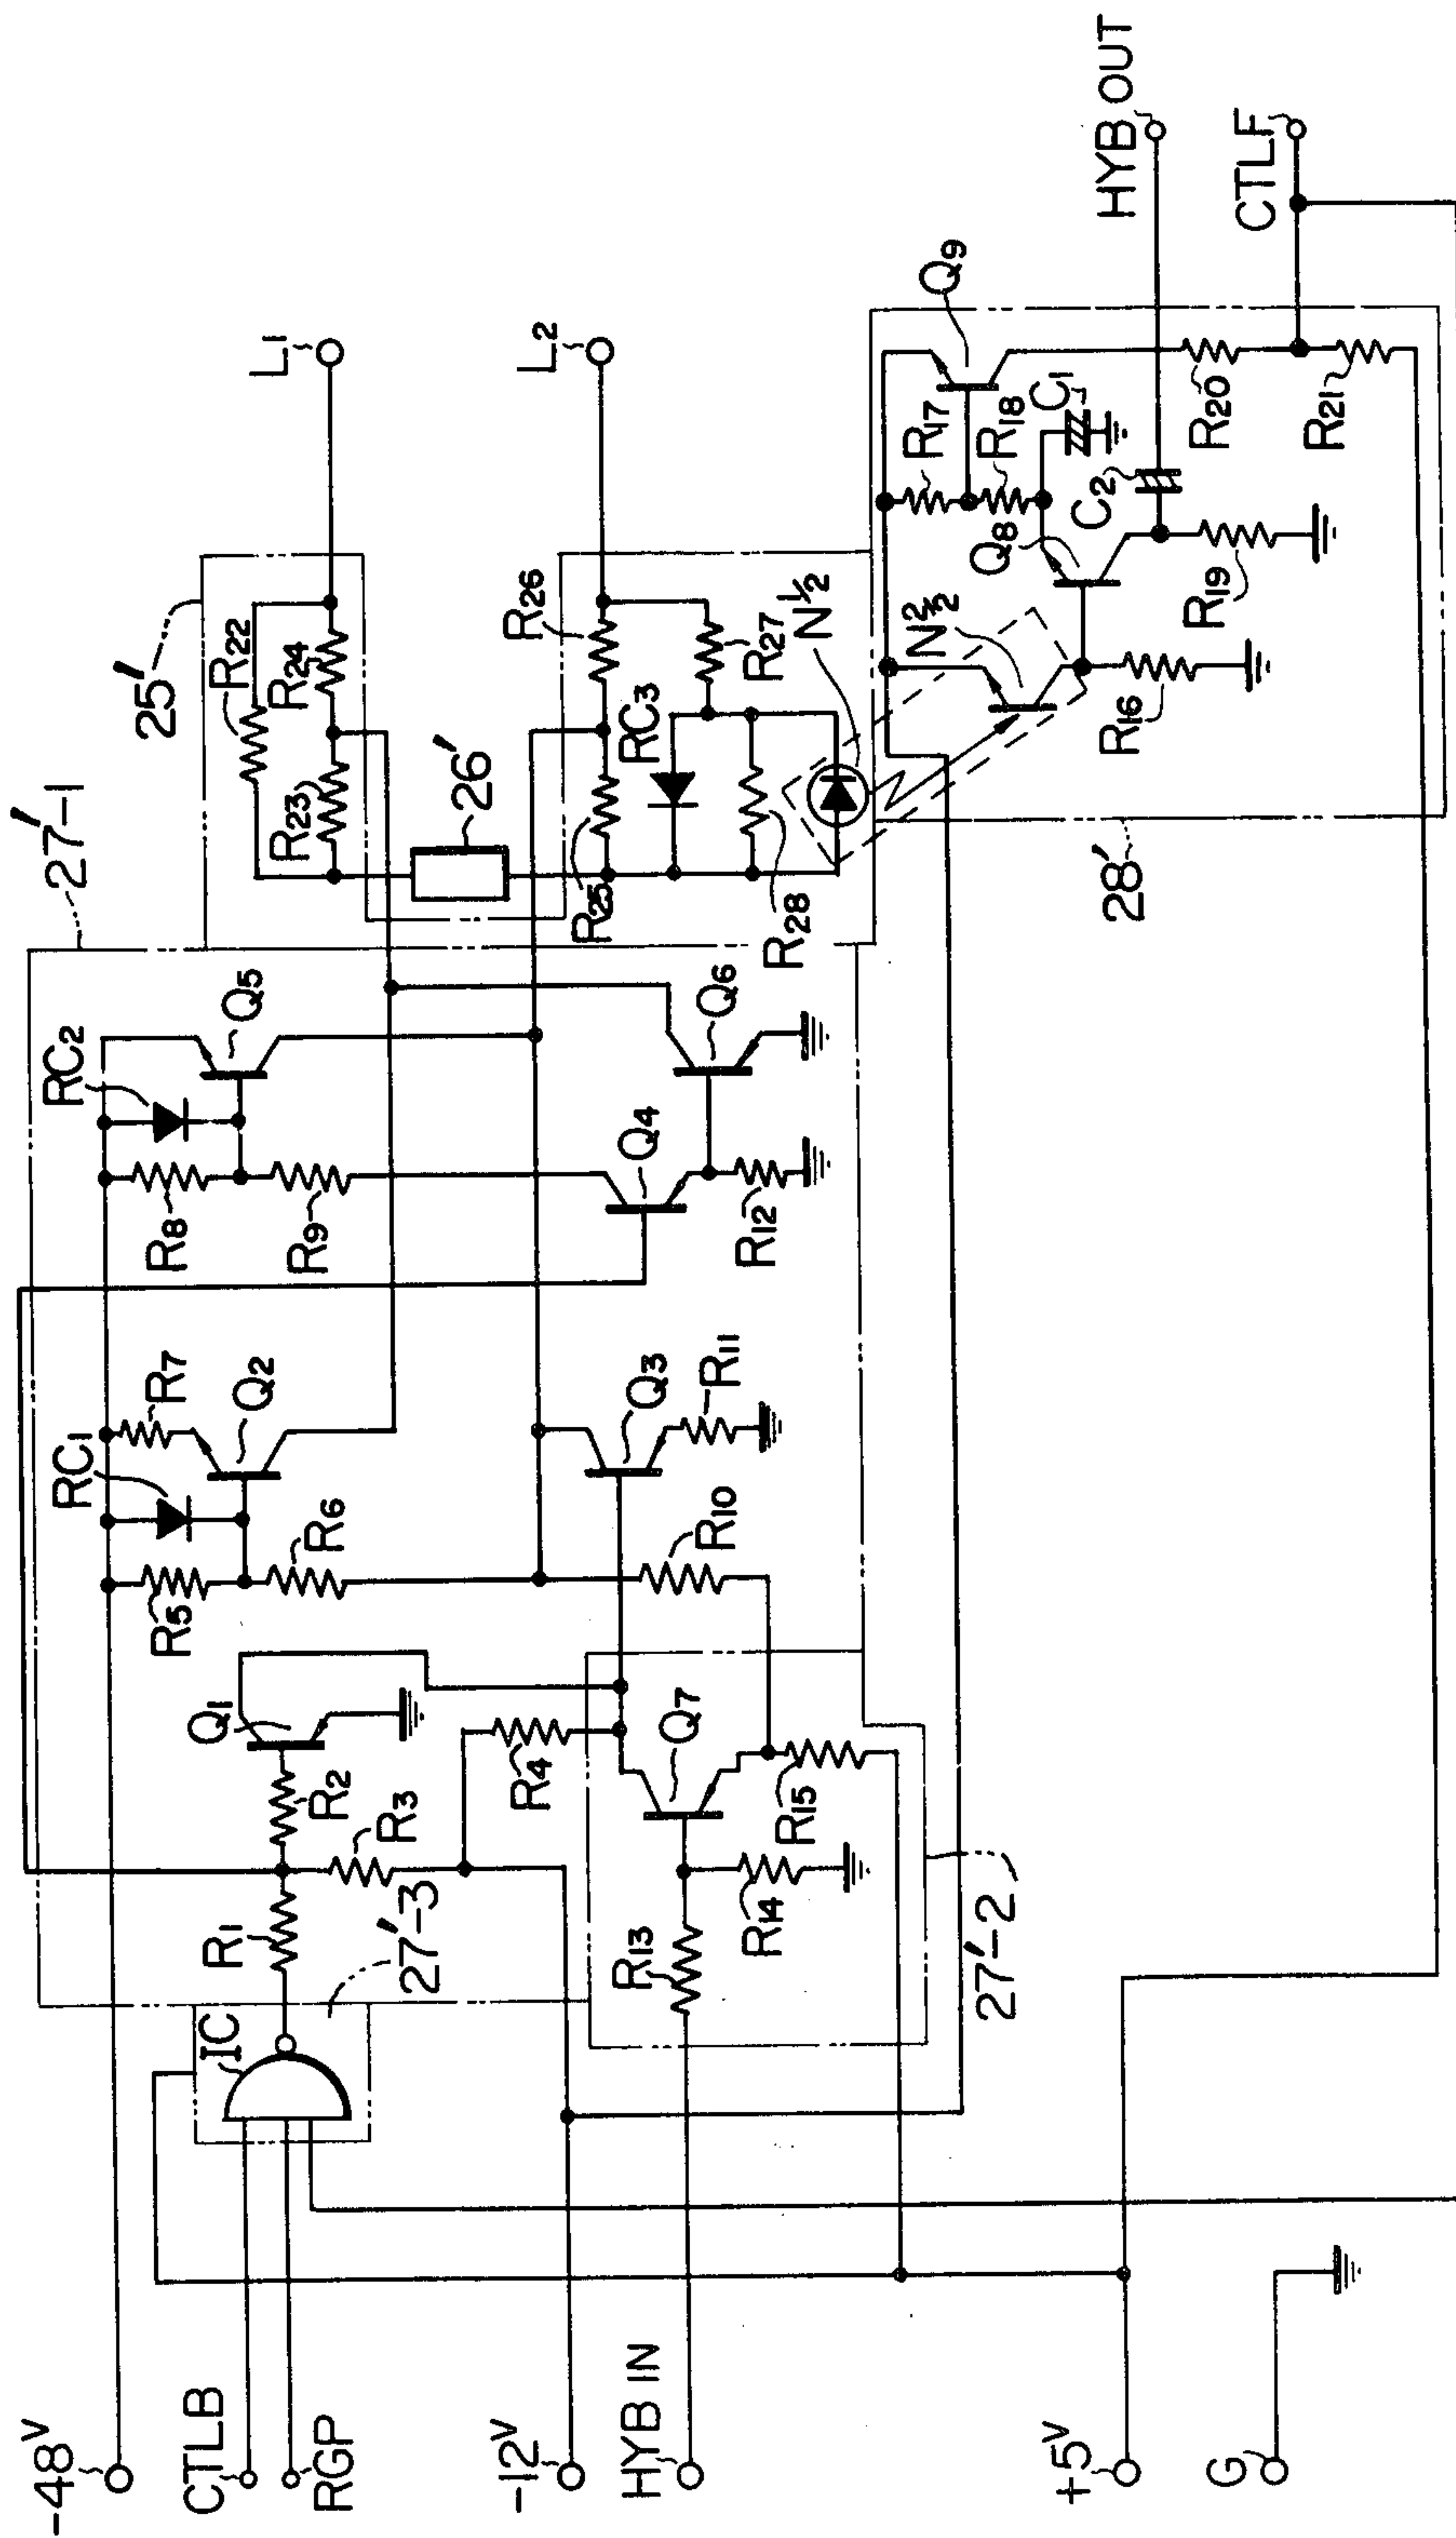 -48V
CTLB
RGP
-12V
HYB IN
+5V
G
IC
27'-3
27'-1
27'-2
R1
R2
R3
R4
Q1
R5
R6
RC1
R7
Q2
R10
Q3
R11
R13
R14
R15
Q7
R8
R9
RC2
Q5
Q4
R12
Q6
25'
R22
R23
R24
26'
R25
R26
RC3
R27
R28
N1/2
L1
L2
28'
N2/2
R16
Q8
R17
R18
C1
C2
R19
Q9
R20
R21
HYB OUT
CTLF